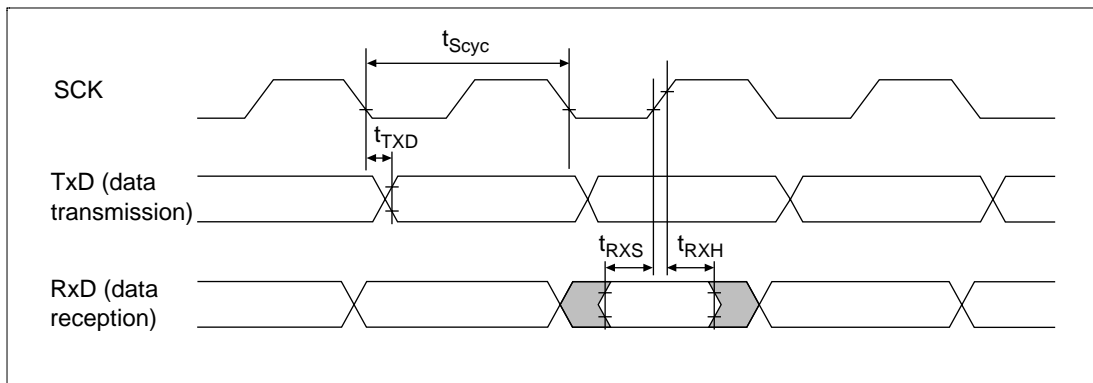 tScyc
SCK
tTXD
TxD (data
transmission)
tRXS
tRXH
RxD (data
reception)